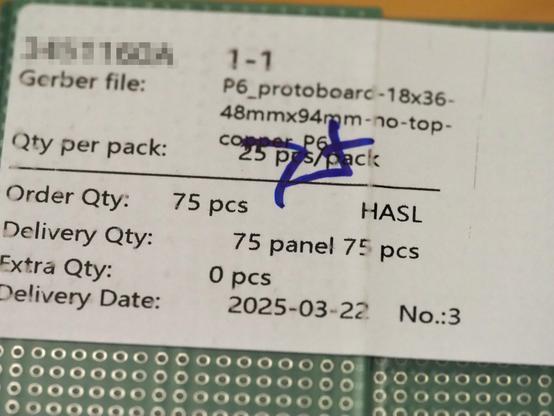 1-1
Gerber file: P6_protoboard-18x36-
48mmx94mm-no-top-
copper_P6
Qty per pack: 25 pcs/pack
Order Qty: 75 pcs HASL
Delivery Qty: 75 panel 75 pcs
Extra Qty: 0 pcs
Delivery Date: 2025-03-22 No.:3